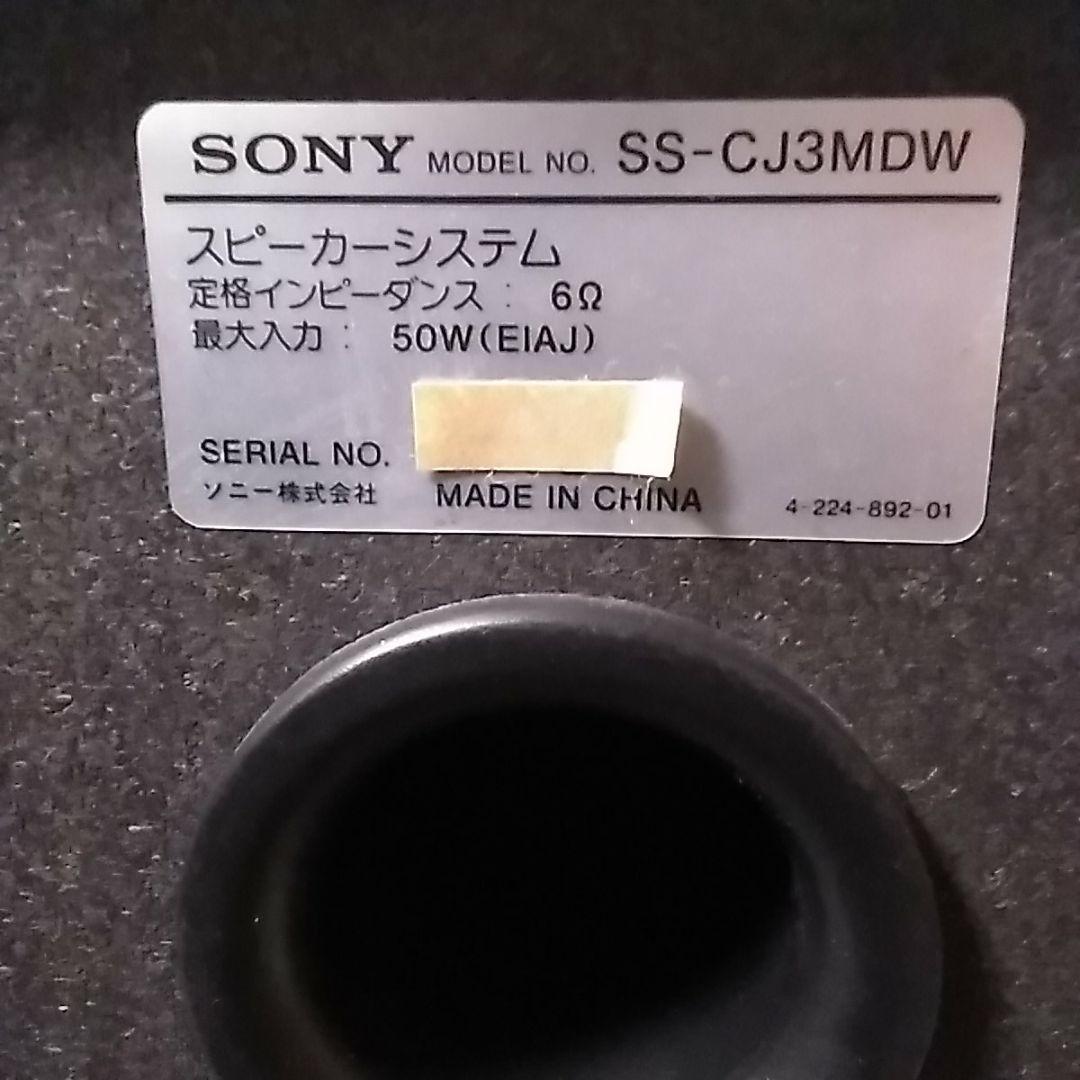 SONY MODEL NO. SS-CJ3MDW
スピーカーシステム
定格インピーダンス : 6Ω
最大入力 : 50W(EIAJ)
SERIAL NO.
ソニー株式会社 MADE IN CHINA 4-224-892-01